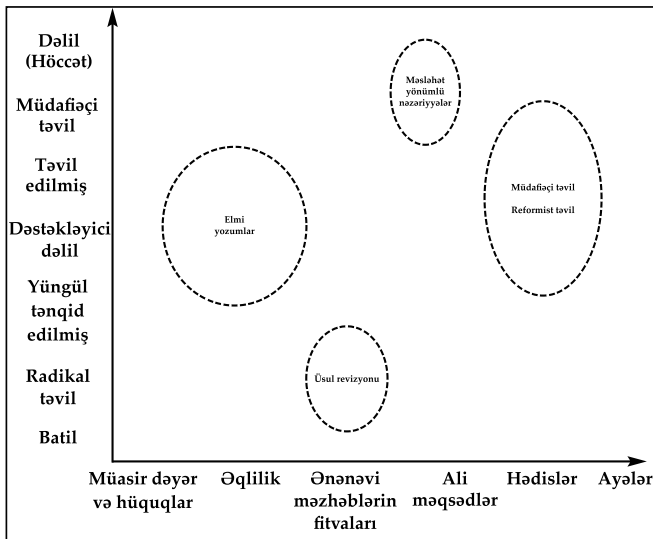 Dəlil
(Höccət)
Müdafiəçi
təvil
Təvil
edilmiş
Dəstəkləyici
dəlil
Yüngül
tənqid
edilmiş
Radikal
təvil
Batil
Məsləhət
yönümlü
nəzəriyyələr
Müdafiəçi təvil
Reformist təvil
Elmi
yozumlar
Üsul revizyonu
Müasir dəyər
və hüquqlar
Əqlilik
Ənənəvi
məzhəblərin
fitvaları
Ali
məqsədlər
Hədislər
Ayələr